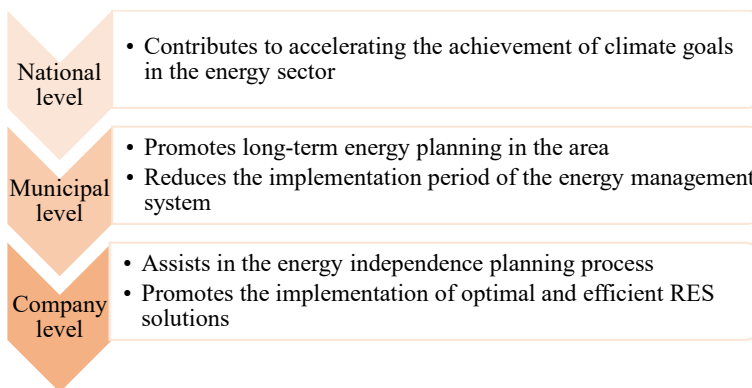 National
level
• Contributes to accelerating the achievement of climate goals
in the energy sector
Municipal
level
• Promotes long-term energy planning in the area
• Reduces the implementation period of the energy management
system
Company
level
• Assists in the energy independence planning process
• Promotes the implementation of optimal and efficient RES
solutions